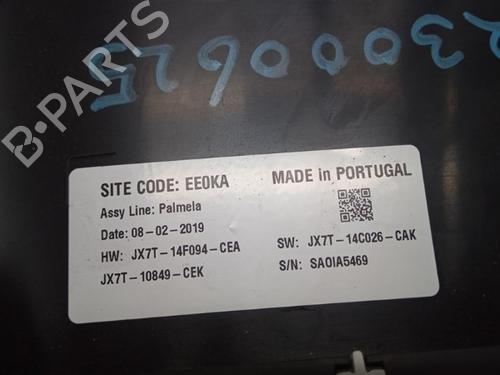 R3000615
B-PARTS
SITE CODE: EE0KA
MADE in PORTUGAL
Assy Line: Palmela
Date: 08-02-2019
HW: JX7T-14F094-CEA
SW: JX7T-14C026-CAK
JX7T-10849-CEK
S/N: SA0IA5469